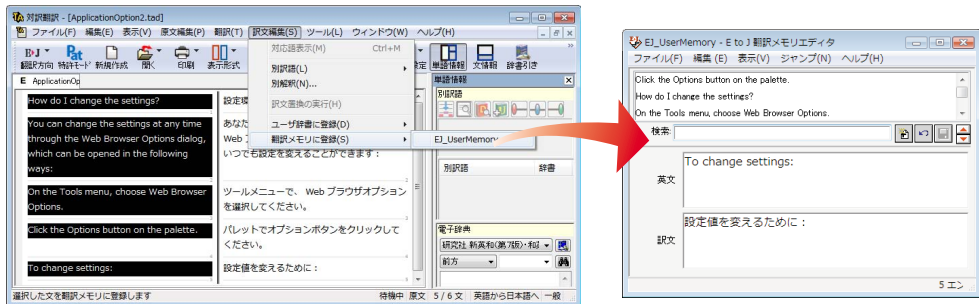 対訳翻訳 - [ApplicationOption2.tad]
ファイル(F) 編集(E) 表示(V) 原文編集(P) 翻訳(T) 訳文編集(S) ツール(L) ウィンドウ(W) ヘルプ(H)
E▸J Pat
翻訳方向 特許モード 新規作成 開く 印刷 表示形式 定 単語情報 文情報 辞書引き
E ApplicationOp
How do I change the settings?
設定項
You can change the settings at any time
through the Web Browser Options dialog,
which can be opened in the following
ways:
あなた
Web
いつでも設定を変えることができます：
On the Tools menu, choose Web Browser
Options.
ツールメニューで、 Web ブラウザオプション
を選択してください。
Click the Options button on the palette.
パレットでオプションボタンをクリックして
ください。
To change settings:
設定値を変えるために：
対応語表示(M) Ctrl+M
別訳語(L)
別解釈(N)...
訳文置換の実行(H)
ユーザ辞書に登録(D)
翻訳メモリに登録(S)
EJ_UserMemory
単語情報
別訳語
別訳語 辞書
電子辞典
研究社 新英和(第7版)・和
前方
選択した文を翻訳メモリに登録します
待機中 原文 5 / 6 文 英語から日本語へ 一般
EJ_UserMemory - E to J 翻訳メモリエディタ
ファイル(F) 編集 (E) 表示(V) ジャンプ(N) ヘルプ(H)
Click the Options button on the palette.
How do I change the settings?
On the Tools menu, choose Web Browser Options.
検索:
英文
To change settings:
訳文
設定値を変えるために：
5 エン